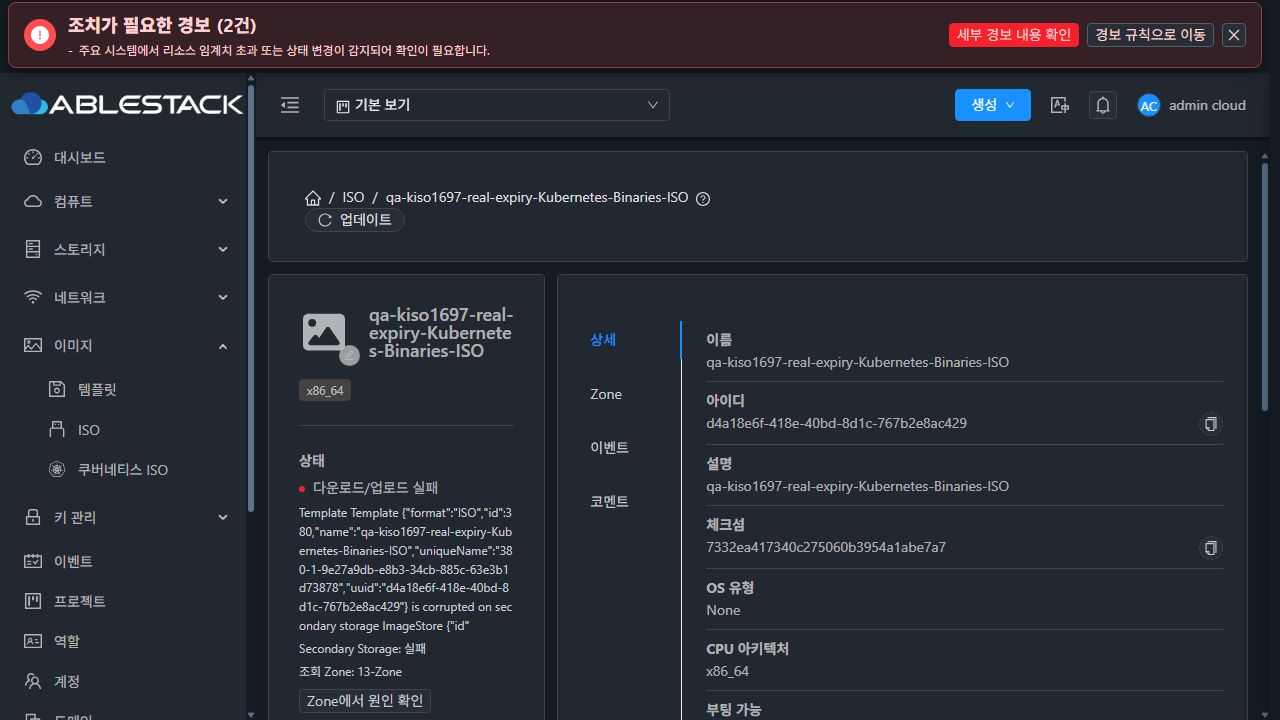 조치가 필요한 경보 (2건)
- 주요 시스템에서 리소스 임계치 초과 또는 상태 변경이 감지되어 확인이 필요합니다.
세부 경보 내용 확인
경보 규칙으로 이동
ABLESTACK
기본 보기
생성
AC
admin cloud
대시보드
컴퓨트
스토리지
네트워크
이미지
템플릿
ISO
쿠버네티스 ISO
키 관리
이벤트
프로젝트
역할
계정
도메인
/ ISO / qa-kiso1697-real-expiry-Kubernetes-Binaries-ISO
업데이트
qa-kiso1697-real-
expiry-Kubernete
s-Binaries-ISO
x86_64
상태
다운로드/업로드 실패
Template Template {"format":"ISO","id":3
80,"name":"qa-kiso1697-real-expiry-Kub
ernetes-Binaries-ISO","uniqueName":"38
0-1-9e27a9db-e8b3-34cb-885c-63e3b1
d73878","uuid":"d4a18e6f-418e-40bd-8
d1c-767b2e8ac429"} is corrupted on sec
ondary storage ImageStore {"id"
Secondary Storage: 실패
조회 Zone: 13-Zone
Zone에서 원인 확인
상세
Zone
이벤트
코멘트
이름
qa-kiso1697-real-expiry-Kubernetes-Binaries-ISO
아이디
d4a18e6f-418e-40bd-8d1c-767b2e8ac429
설명
qa-kiso1697-real-expiry-Kubernetes-Binaries-ISO
체크섬
7332ea417340c275060b3954a1abe7a7
OS 유형
None
CPU 아키텍처
x86_64
부팅 가능